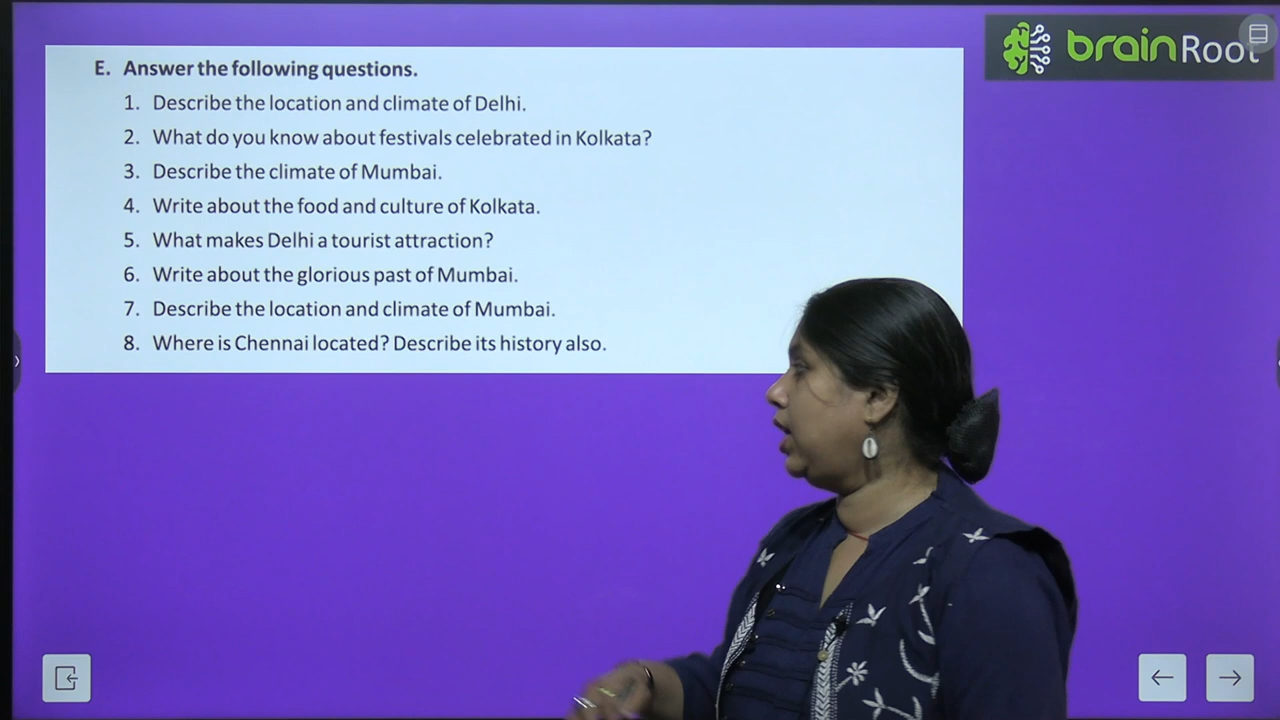 brainRoot
E. Answer the following questions.
1. Describe the location and climate of Delhi.
2. What do you know about festivals celebrated in Kolkata?
3. Describe the climate of Mumbai.
4. Write about the food and culture of Kolkata.
5. What makes Delhi a tourist attraction?
6. Write about the glorious past of Mumbai.
7. Describe the location and climate of Mumbai.
8. Where is Chennai located? Describe its history also.